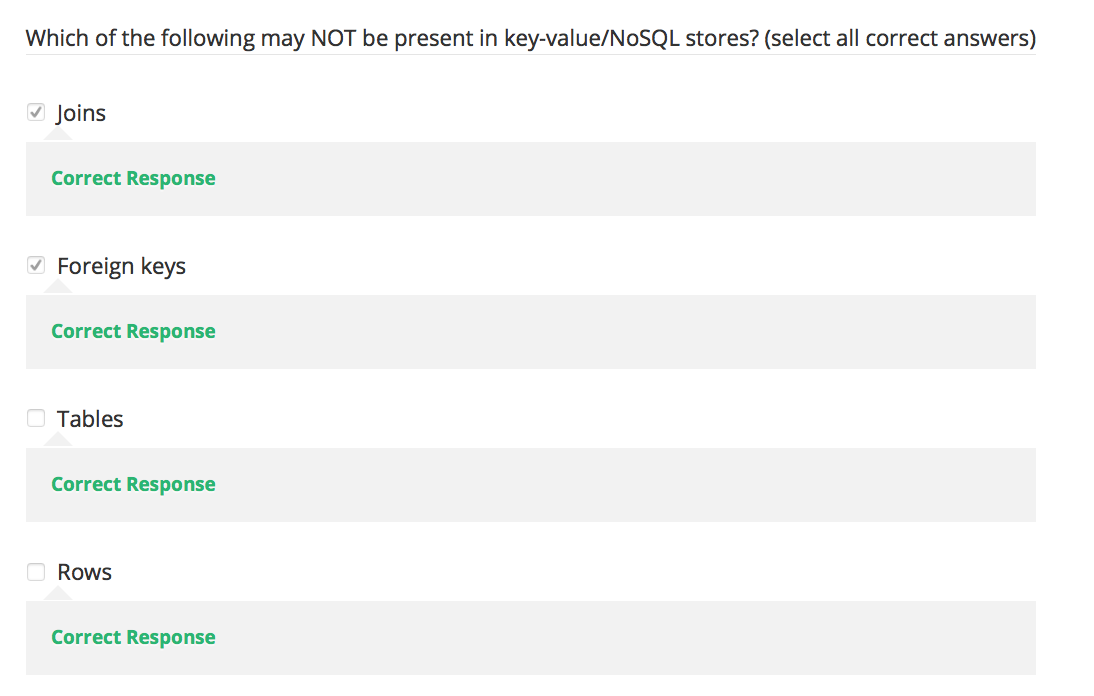 Which of the following may NOT be present in key-value/NoSQL stores? (select all correct answers)
Joins
Correct Response
Foreign keys
Correct Response
Tables
Correct Response
Rows
Correct Response